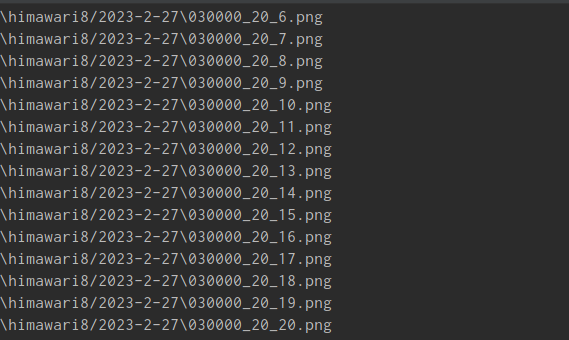 \himawari8/2023-2-27\030000_20_6.png
\himawari8/2023-2-27\030000_20_7.png
\himawari8/2023-2-27\030000_20_8.png
\himawari8/2023-2-27\030000_20_9.png
\himawari8/2023-2-27\030000_20_10.png
\himawari8/2023-2-27\030000_20_11.png
\himawari8/2023-2-27\030000_20_12.png
\himawari8/2023-2-27\030000_20_13.png
\himawari8/2023-2-27\030000_20_14.png
\himawari8/2023-2-27\030000_20_15.png
\himawari8/2023-2-27\030000_20_16.png
\himawari8/2023-2-27\030000_20_17.png
\himawari8/2023-2-27\030000_20_18.png
\himawari8/2023-2-27\030000_20_19.png
\himawari8/2023-2-27\030000_20_20.png